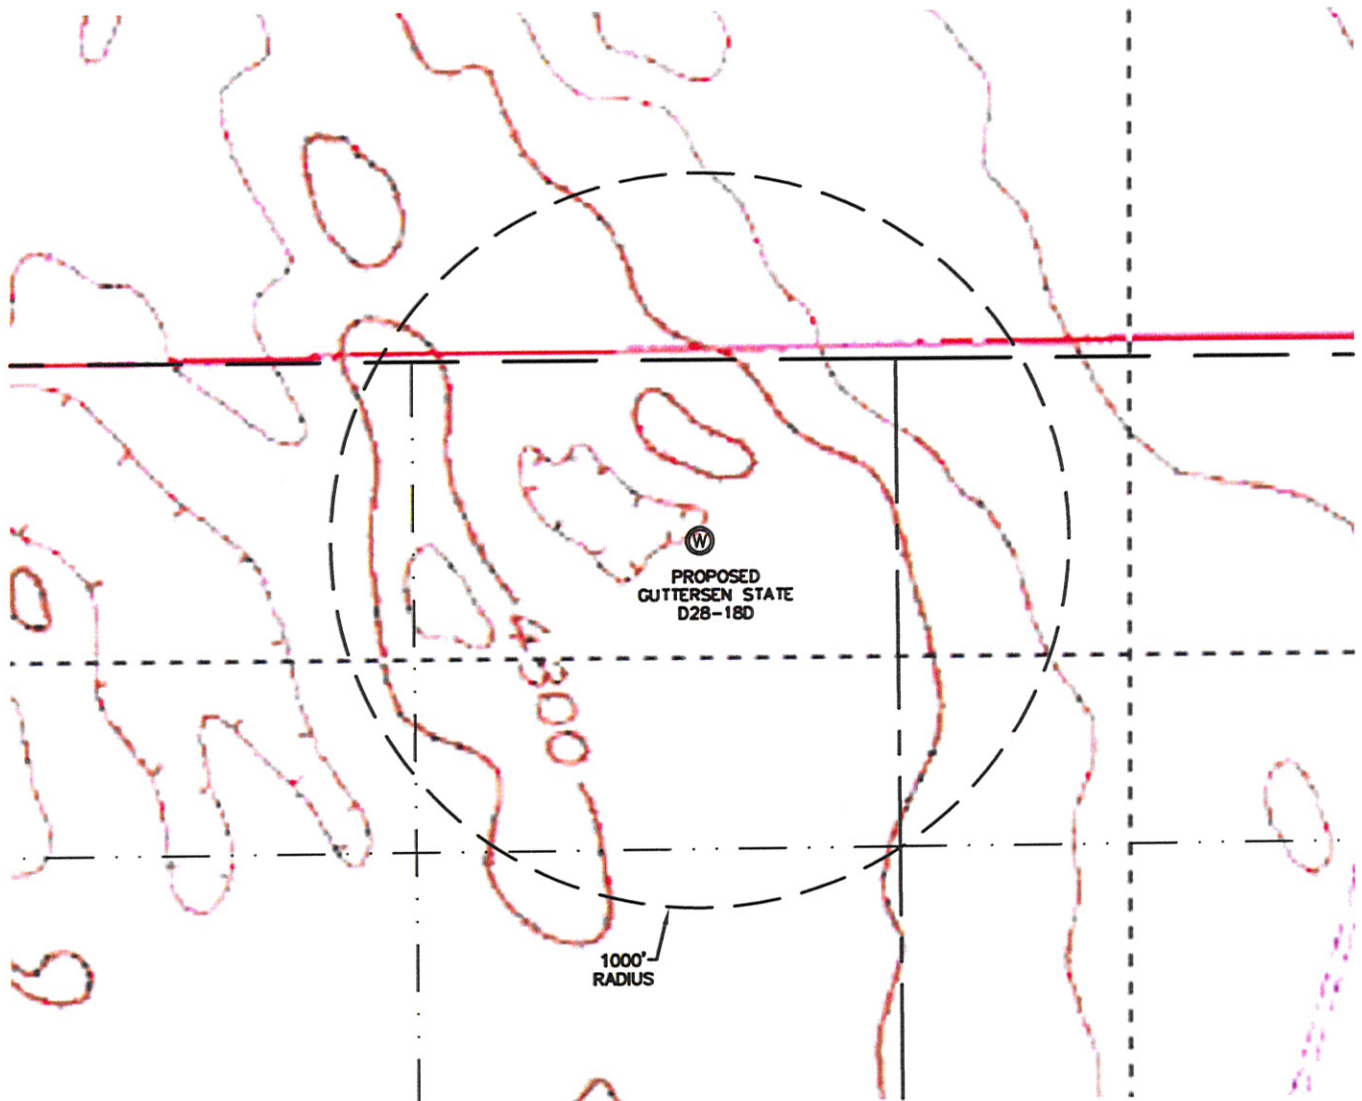 W
PROPOSED
GUTTERSEN STATE
D28-18D
4300
1000'
RADIUS